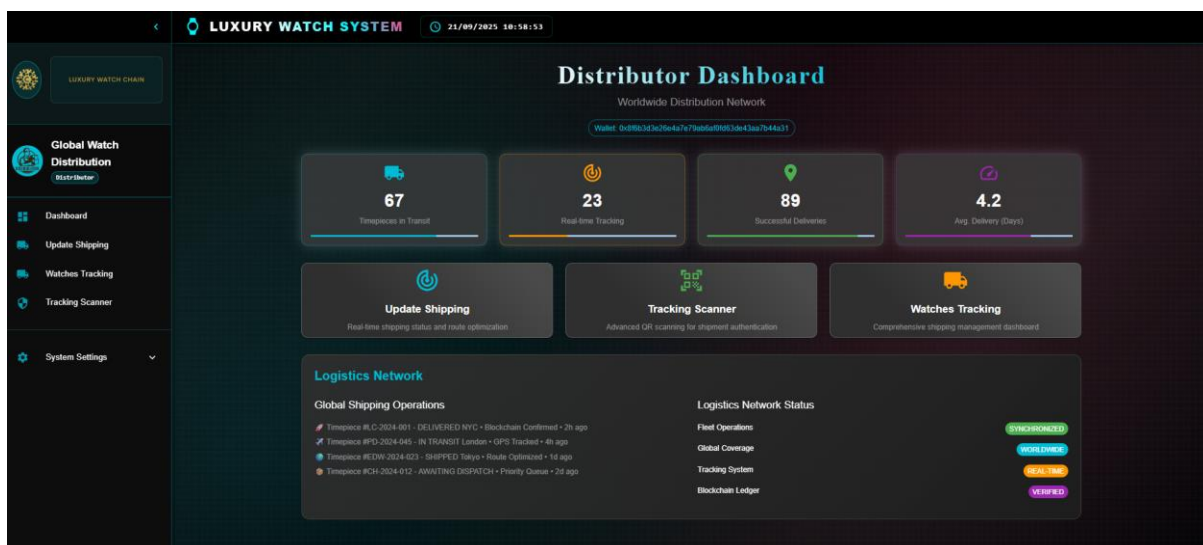 LUXURY WATCH SYSTEM
21/09/2025 10:58:53
LUXURY WATCH CHAIN
Global Watch
Distribution
Distributor
Dashboard
Update Shipping
Watches Tracking
Tracking Scanner
System Settings
Distributor Dashboard
Worldwide Distribution Network
Wallet:
67
Timepieces in Transit
23
Real-time Tracking
89
Successful Deliveries
4.2
Avg. Delivery (Days)
Update Shipping
Real-time shipping status and route optimization
Tracking Scanner
Advanced QR scanning for shipment authentication
Watches Tracking
Comprehensive shipping management dashboard
Logistics Network
Global Shipping Operations
Timepiece #LC-2024-001 - DELIVERED NYC • Blockchain Confirmed • 2h ago
Timepiece #PD-2024-045 - IN TRANSIT London • GPS Tracked • 4h ago
Timepiece #EDW-2024-023 - SHIPPED Tokyo • Route Optimized • 1d ago
Timepiece #CH-2024-012 - AWAITING DISPATCH • Priority Queue • 2d ago
Logistics Network Status
Fleet Operations SYNCHRONIZED
Global Coverage WORLDWIDE
Tracking System REAL-TIME
Blockchain Ledger VERIFIED